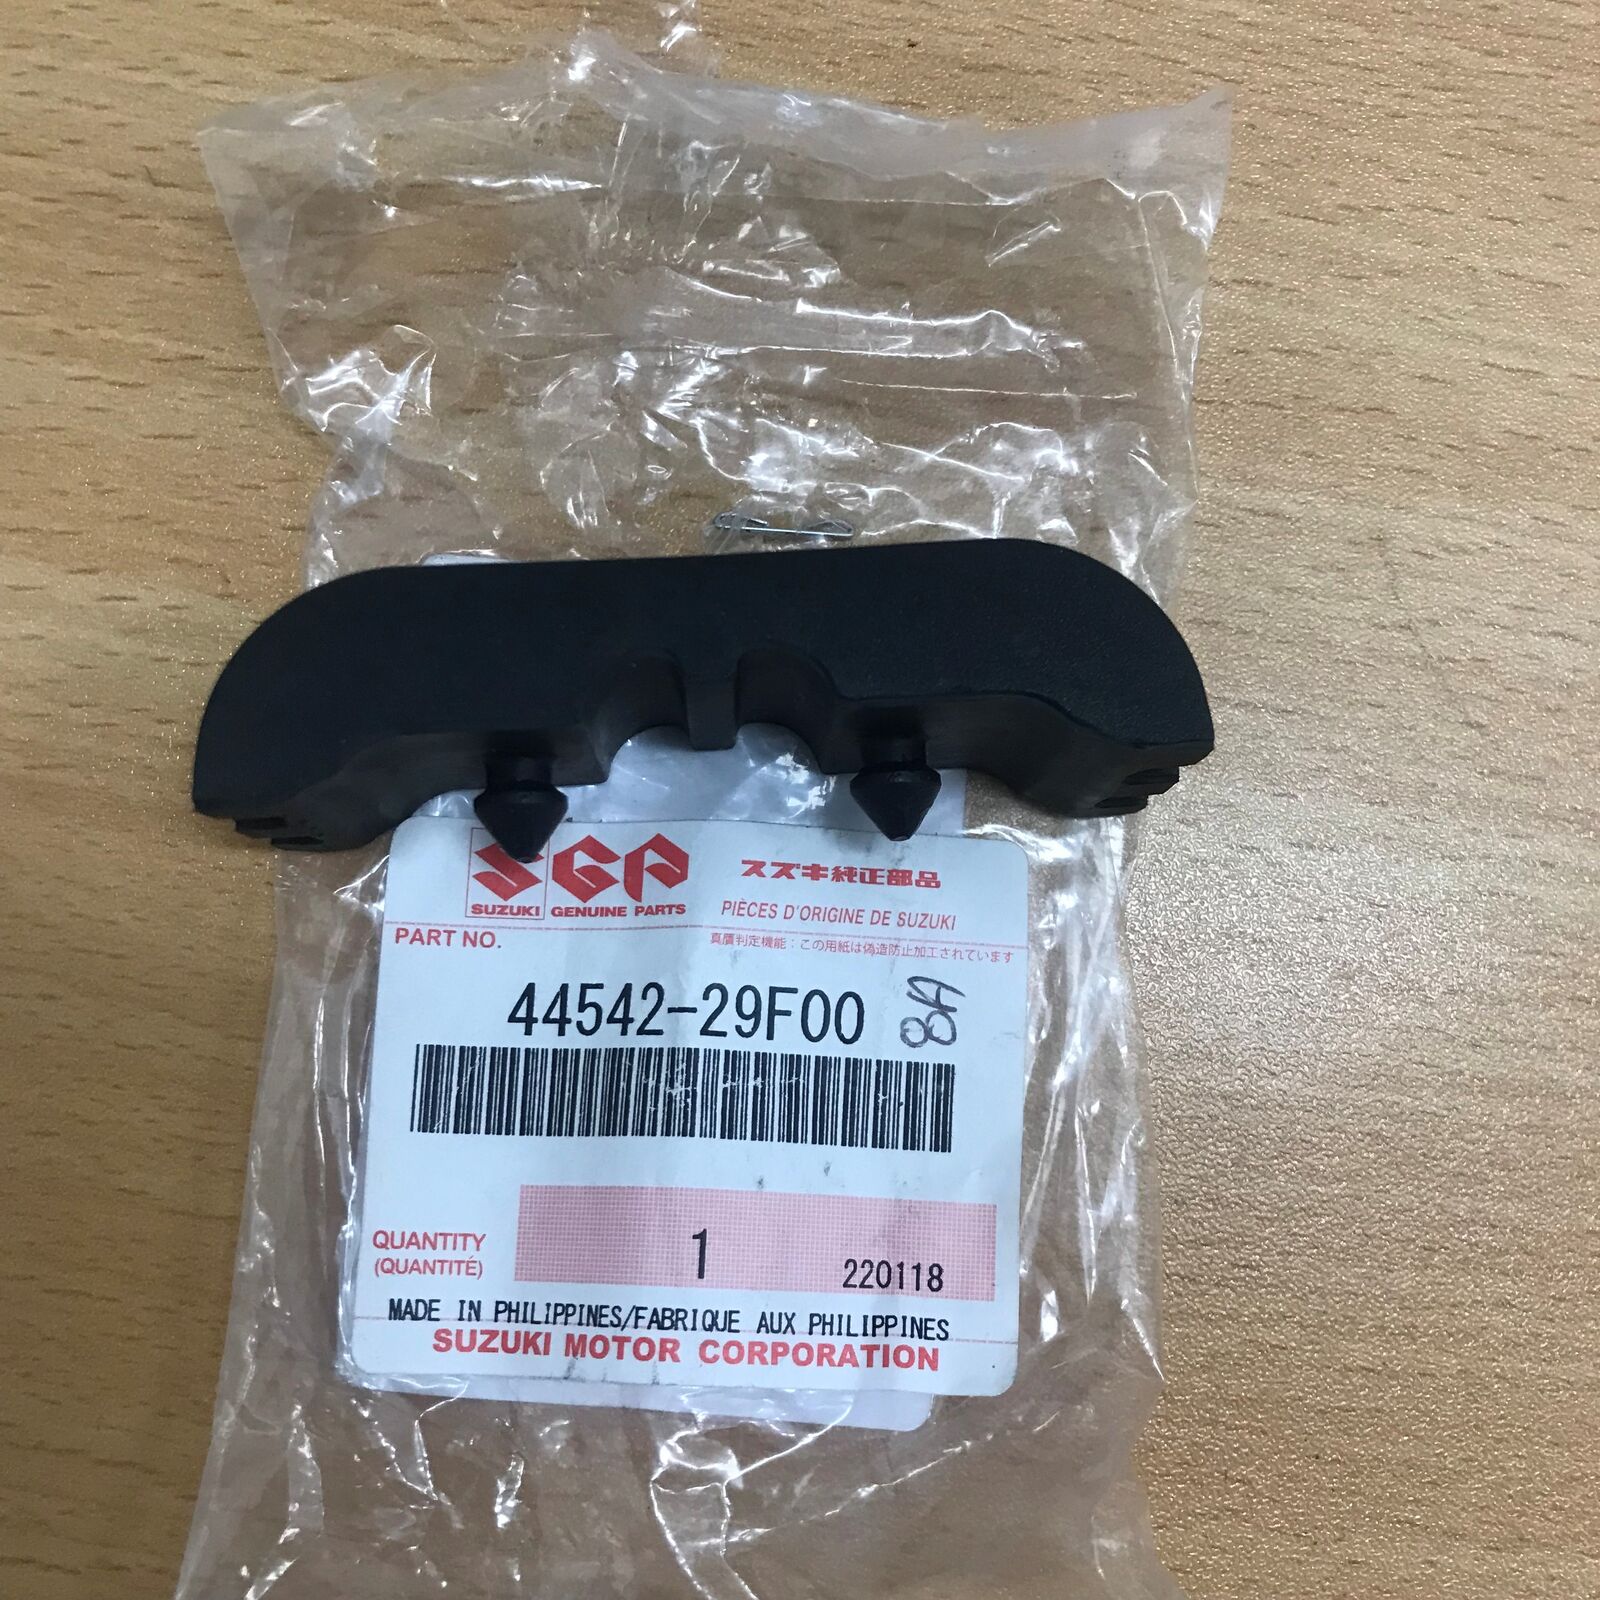 SGP スズキ純正部品
SUZUKI GENUINE PARTS PIÈCES D'ORIGINE DE SUZUKI
PART NO. 真贋判定機能：この用紙は偽造防止加工されています
44542-29F00 8A
QUANTITY
(QUANTITÉ) 1 220118
MADE IN PHILIPPINES/FABRIQUE AUX PHILIPPINES
SUZUKI MOTOR CORPORATION